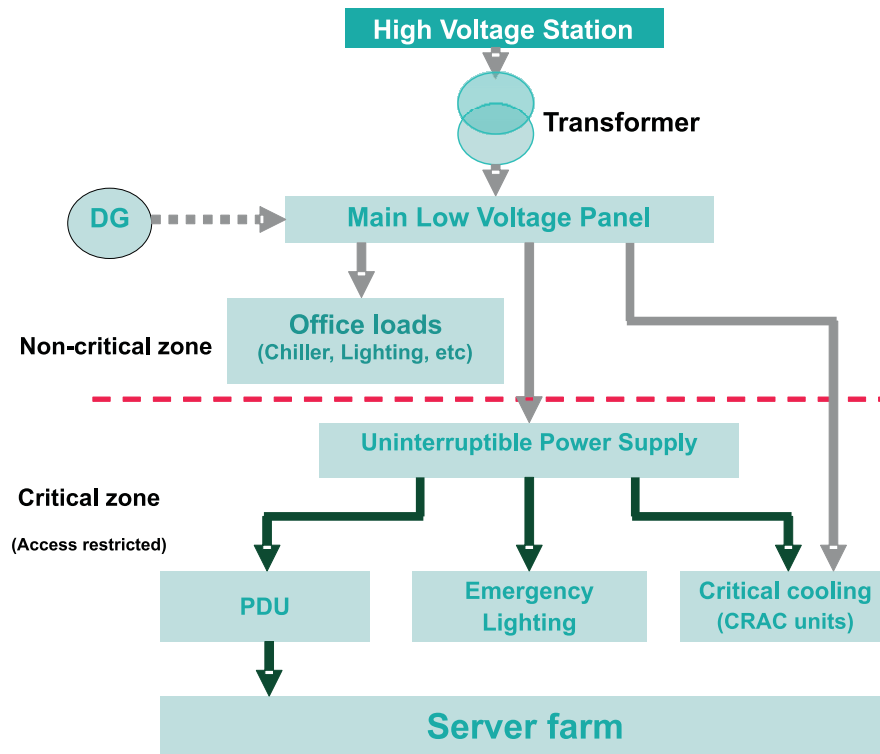 High Voltage Station
Transformer
DG
Main Low Voltage Panel
Office loads
(Chiller, Lighting, etc)
Non-critical zone
Uninterruptible Power Supply
Critical zone
(Access restricted)
PDU
Emergency
Lighting
Critical cooling
(CRAC units)
Server farm